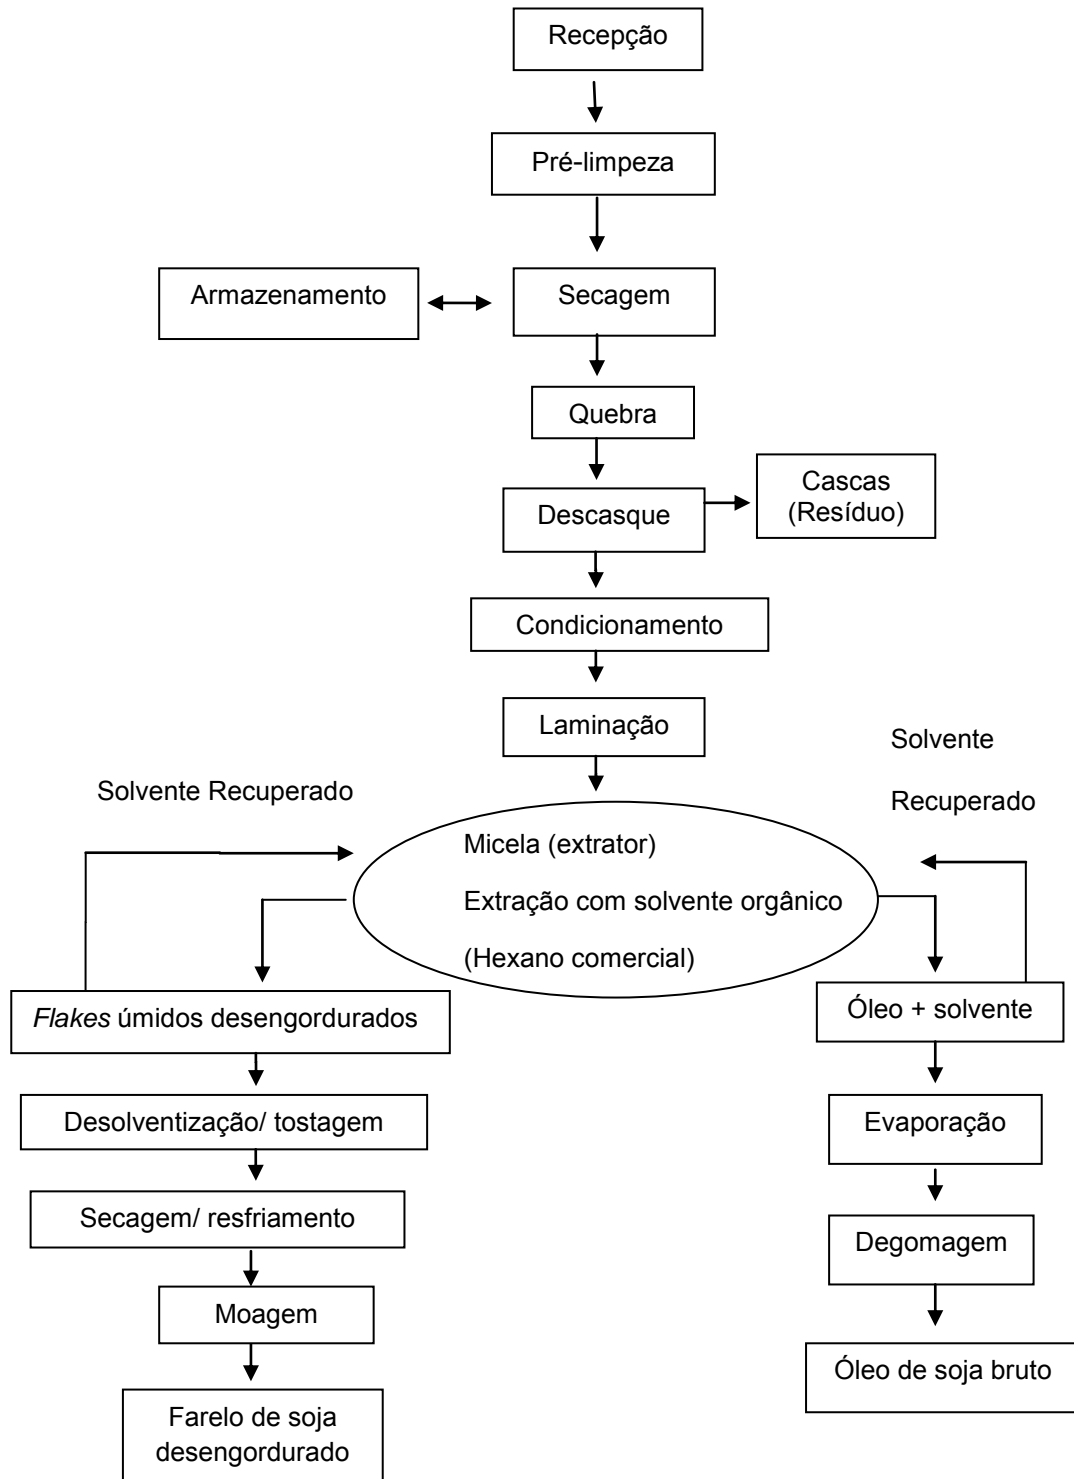 Recepção
Pré-limpeza
Armazenamento
Secagem
Quebra
Descasque
Cascas
(Resíduo)
Condicionamento
Laminação
Solvente
Recuperado
Solvente Recuperado
Micela (extrator)
Extração com solvente orgânico
(Hexano comercial)
Flakes úmidos desengordurados
Óleo + solvente
Desolventização/ tostagem
Evaporação
Secagem/ resfriamento
Degomagem
Moagem
Óleo de soja bruto
Farelo de soja
desengordurado